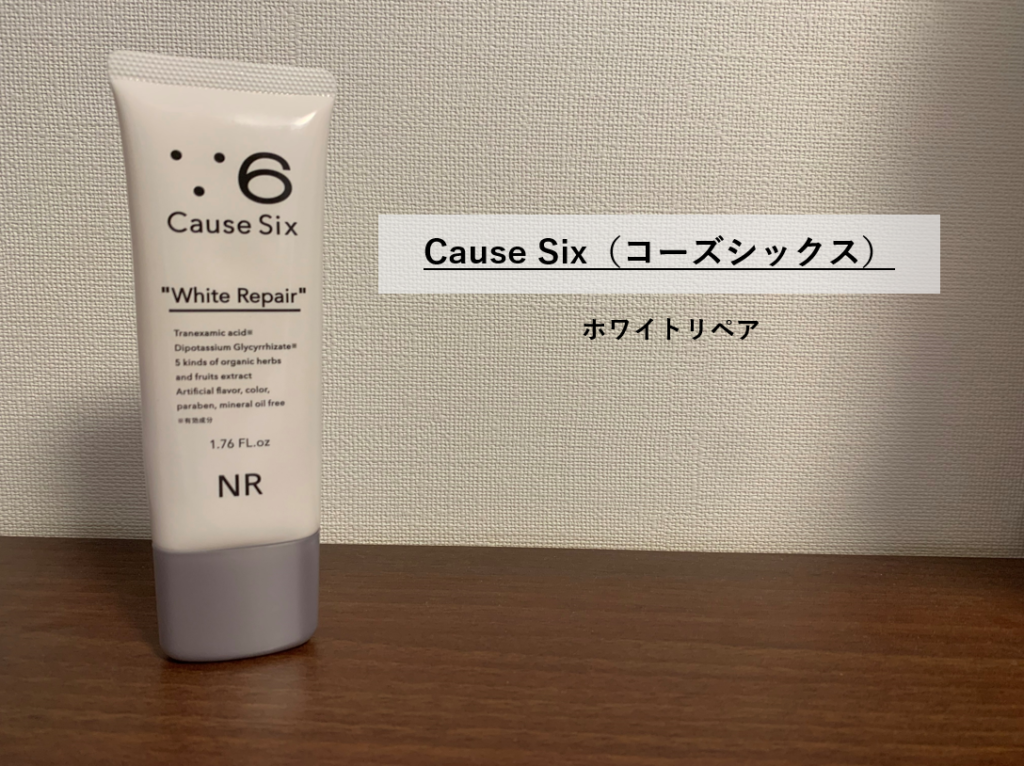 6
Cause Six
"White Repair"
Tranexamic acid※
Dipotassium Glycyrrhizate※
5 kinds of organic herbs
and fruits extract
Artificial flavor, color,
paraben, mineral oil free
※有効成分
1.76 FL.oz
NR
Cause Six（コーズシックス）
ホワイトリペア